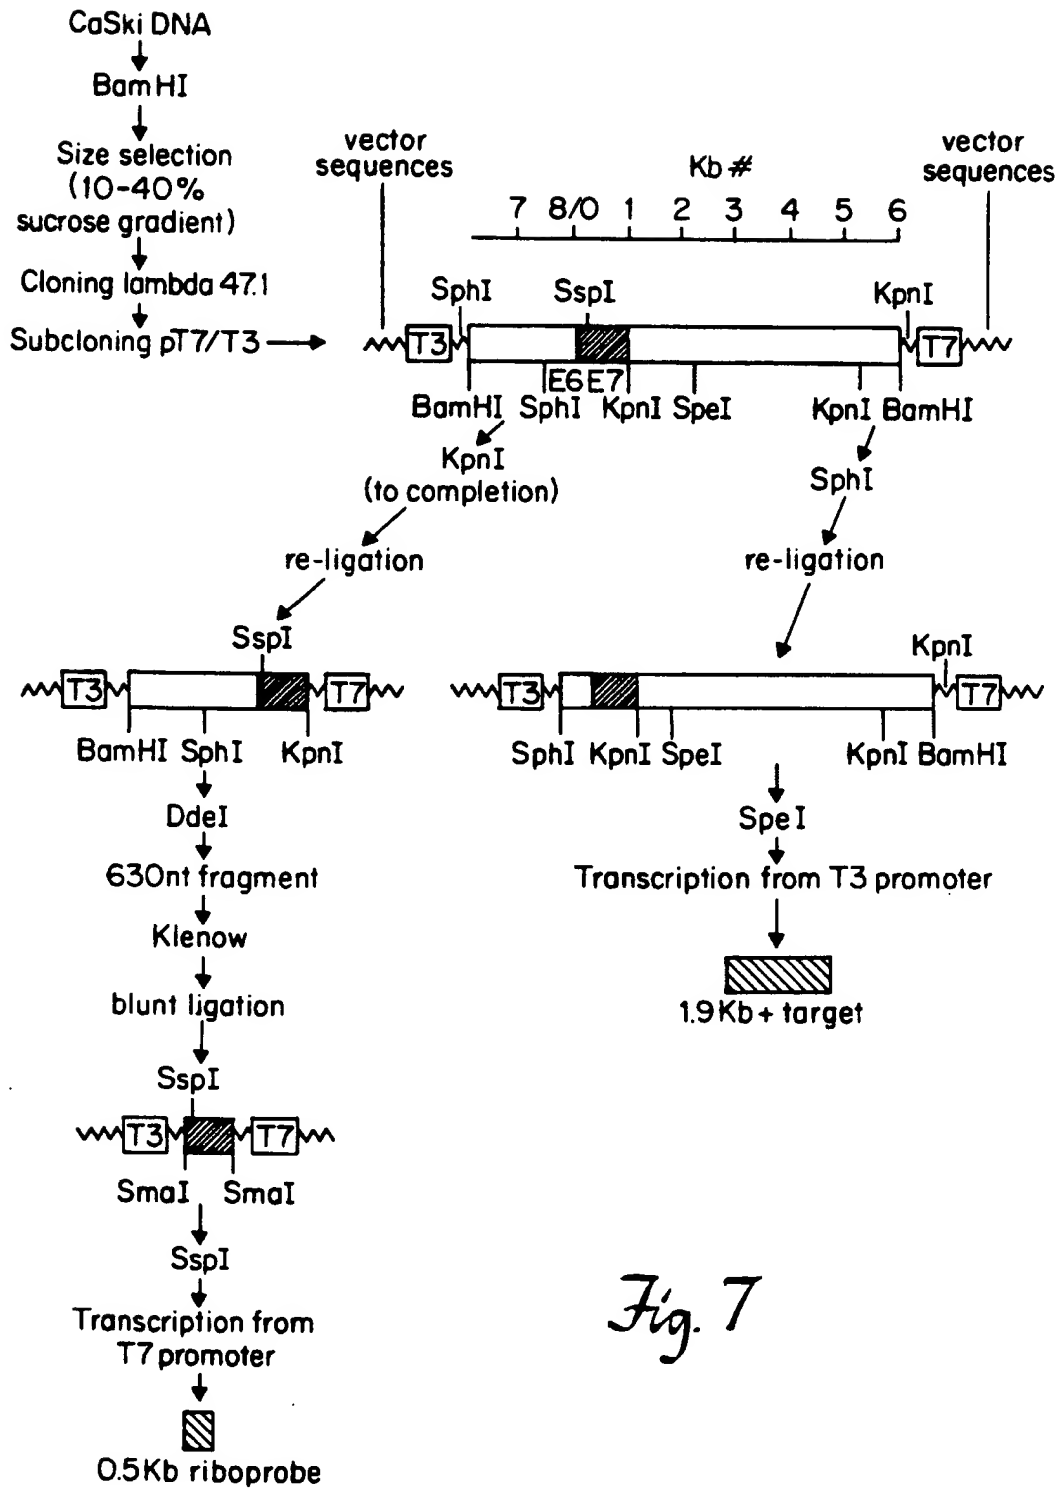 CaSki DNA
BamHI
Size selection
(10-40%
sucrose gradient)
Cloning lambda 47.1
Subcloning pT7/T3
vector
sequences
Kb #
vector
sequences
7 8/0 1 2 3 4 5 6
SphI SspI KpnI
T3 T7
E6 E7
BamHI SphI KpnI SpeI KpnI BamHI
KpnI
(to completion)
re-ligation
SphI
re-ligation
SspI
T3 T7
BamHI SphI KpnI
DdeI
630nt fragment
Klenow
blunt ligation
SspI
T3 T7
SmaI SmaI
SspI
Transcription from
T7 promoter
0.5Kb riboprobe
KpnI
T3 T7
SphI KpnI SpeI KpnI BamHI
SpeI
Transcription from T3 promoter
1.9Kb+ target
Fig. 7